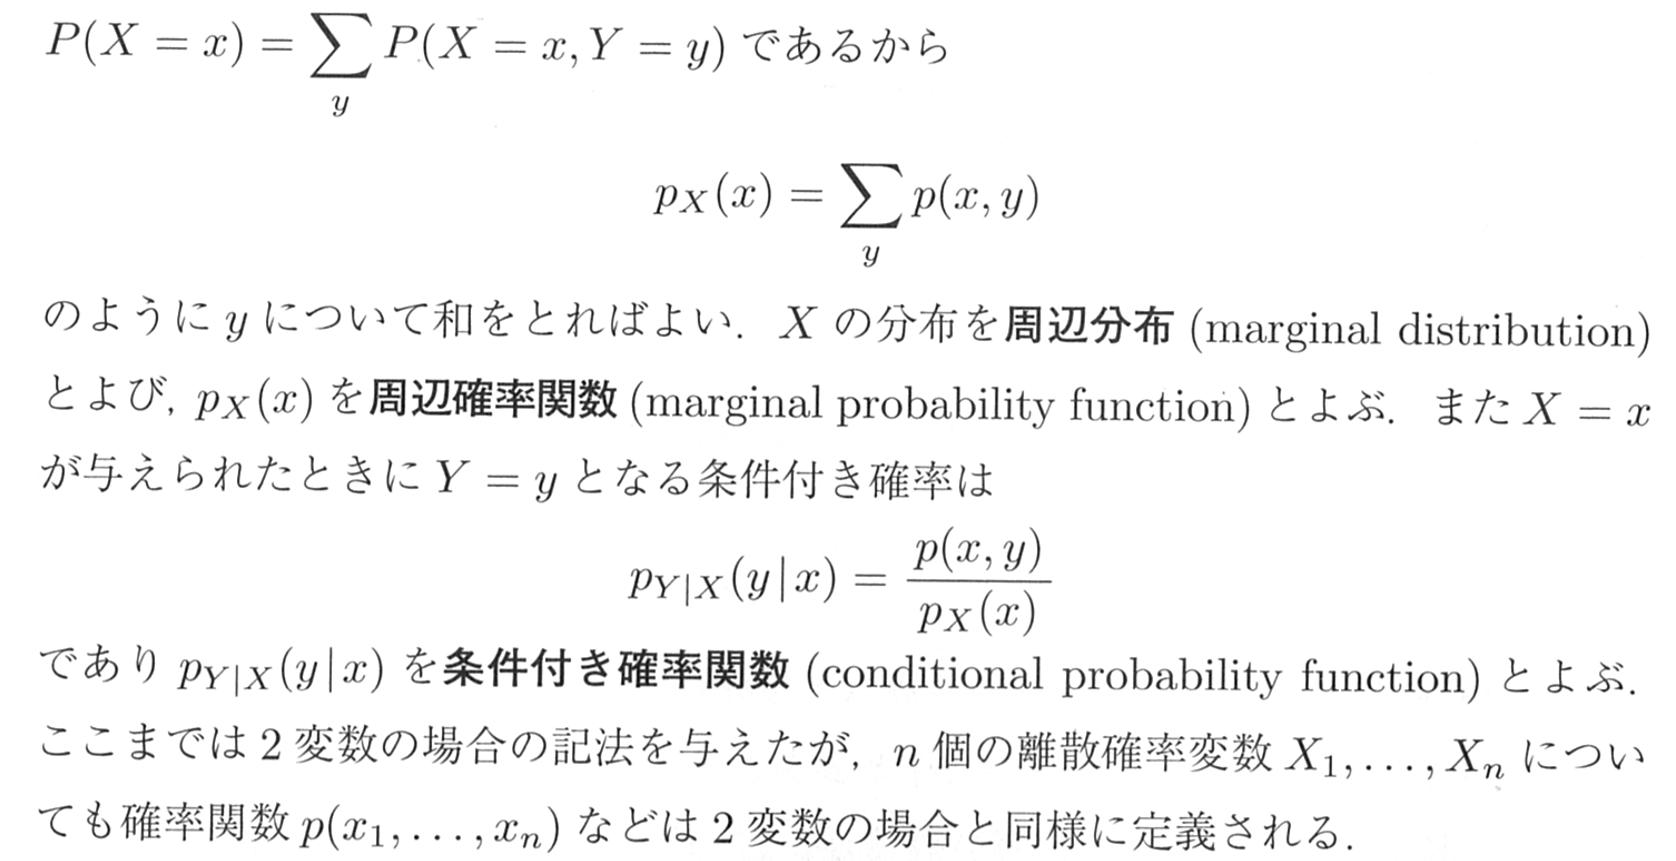 P(X = x) = ∑_y P(X = x, Y = y) であるから
p_X(x) = ∑_y p(x, y)
のように y について和をとればよい. X の分布を周辺分布 (marginal distribution)
とよび, p_X(x) を周辺確率関数 (marginal probability function) とよぶ. また X = x
が与えられたときに Y = y となる条件付き確率は
p_{Y|X}(y|x) = \frac{p(x, y)}{p_X(x)}
であり p_{Y|X}(y|x) を条件付き確率関数 (conditional probability function) とよぶ.
ここまでは 2 変数の場合の記法を与えたが, n 個の離散確率変数 X_1, ..., X_n につい
ても確率関数 p(x_1, ..., x_n) などは 2 変数の場合と同様に定義される.